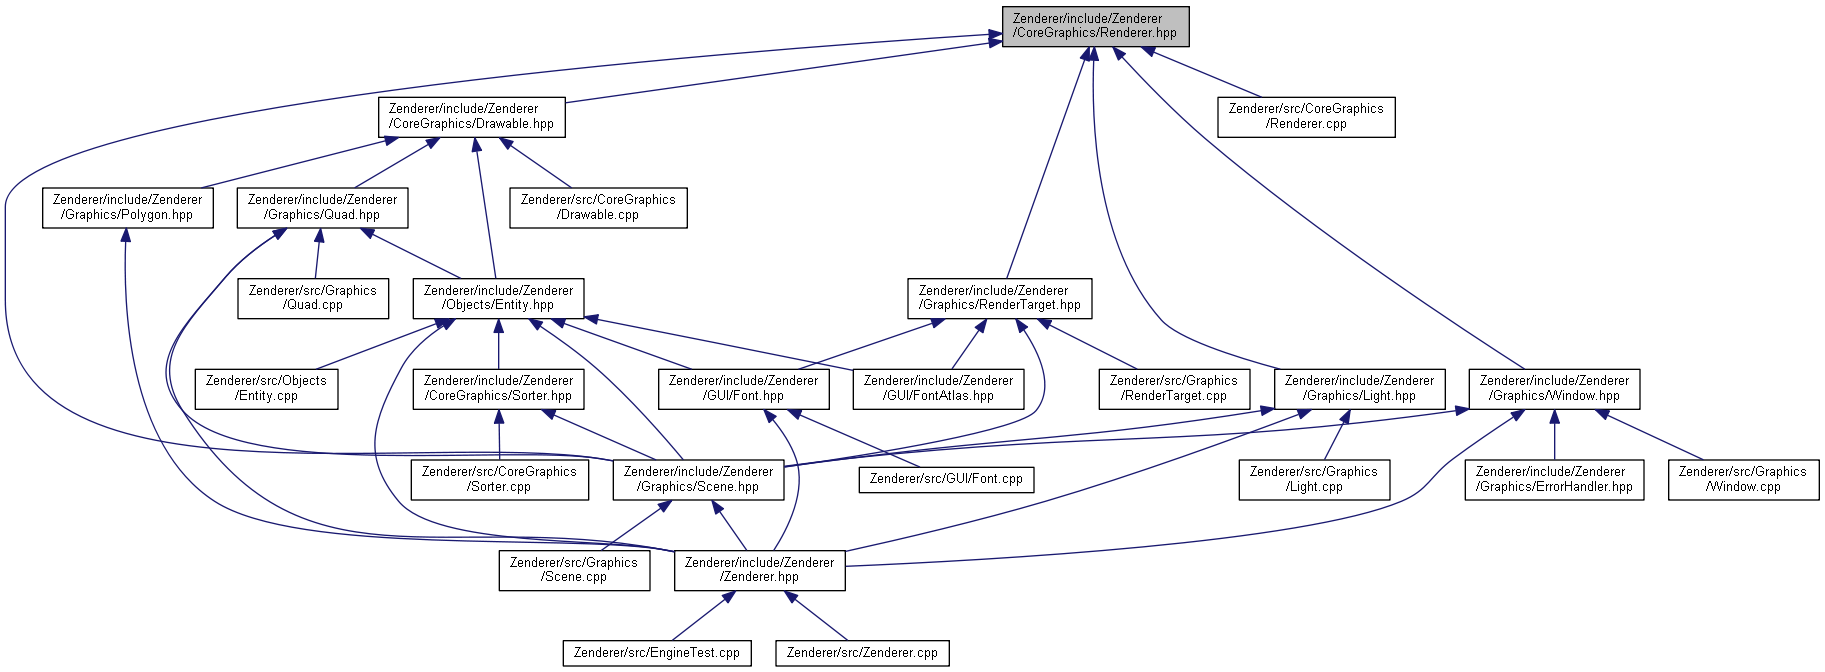 Zenderer/include/Zenderer
/CoreGraphics/Renderer.hpp
Zenderer/include/Zenderer
/CoreGraphics/Drawable.hpp
Zenderer/src/CoreGraphics
/Renderer.cpp
Zenderer/include/Zenderer
/Graphics/Polygon.hpp
Zenderer/include/Zenderer
/Graphics/Quad.hpp
Zenderer/src/CoreGraphics
/Drawable.cpp
Zenderer/src/Graphics
/Quad.cpp
Zenderer/include/Zenderer
/Objects/Entity.hpp
Zenderer/include/Zenderer
/Graphics/RenderTarget.hpp
Zenderer/src/Objects
/Entity.cpp
Zenderer/include/Zenderer
/CoreGraphics/Sorter.hpp
Zenderer/include/Zenderer
/GUI/Font.hpp
Zenderer/include/Zenderer
/GUI/FontAtlas.hpp
Zenderer/src/Graphics
/RenderTarget.cpp
Zenderer/include/Zenderer
/Graphics/Light.hpp
Zenderer/include/Zenderer
/Graphics/Window.hpp
Zenderer/src/CoreGraphics
/Sorter.cpp
Zenderer/include/Zenderer
/Graphics/Scene.hpp
Zenderer/src/GUI/Font.cpp
Zenderer/src/Graphics
/Light.cpp
Zenderer/include/Zenderer
/Graphics/ErrorHandler.hpp
Zenderer/src/Graphics
/Window.cpp
Zenderer/src/Graphics
/Scene.cpp
Zenderer/include/Zenderer
/Zenderer.hpp
Zenderer/src/EngineTest.cpp
Zenderer/src/Zenderer.cpp